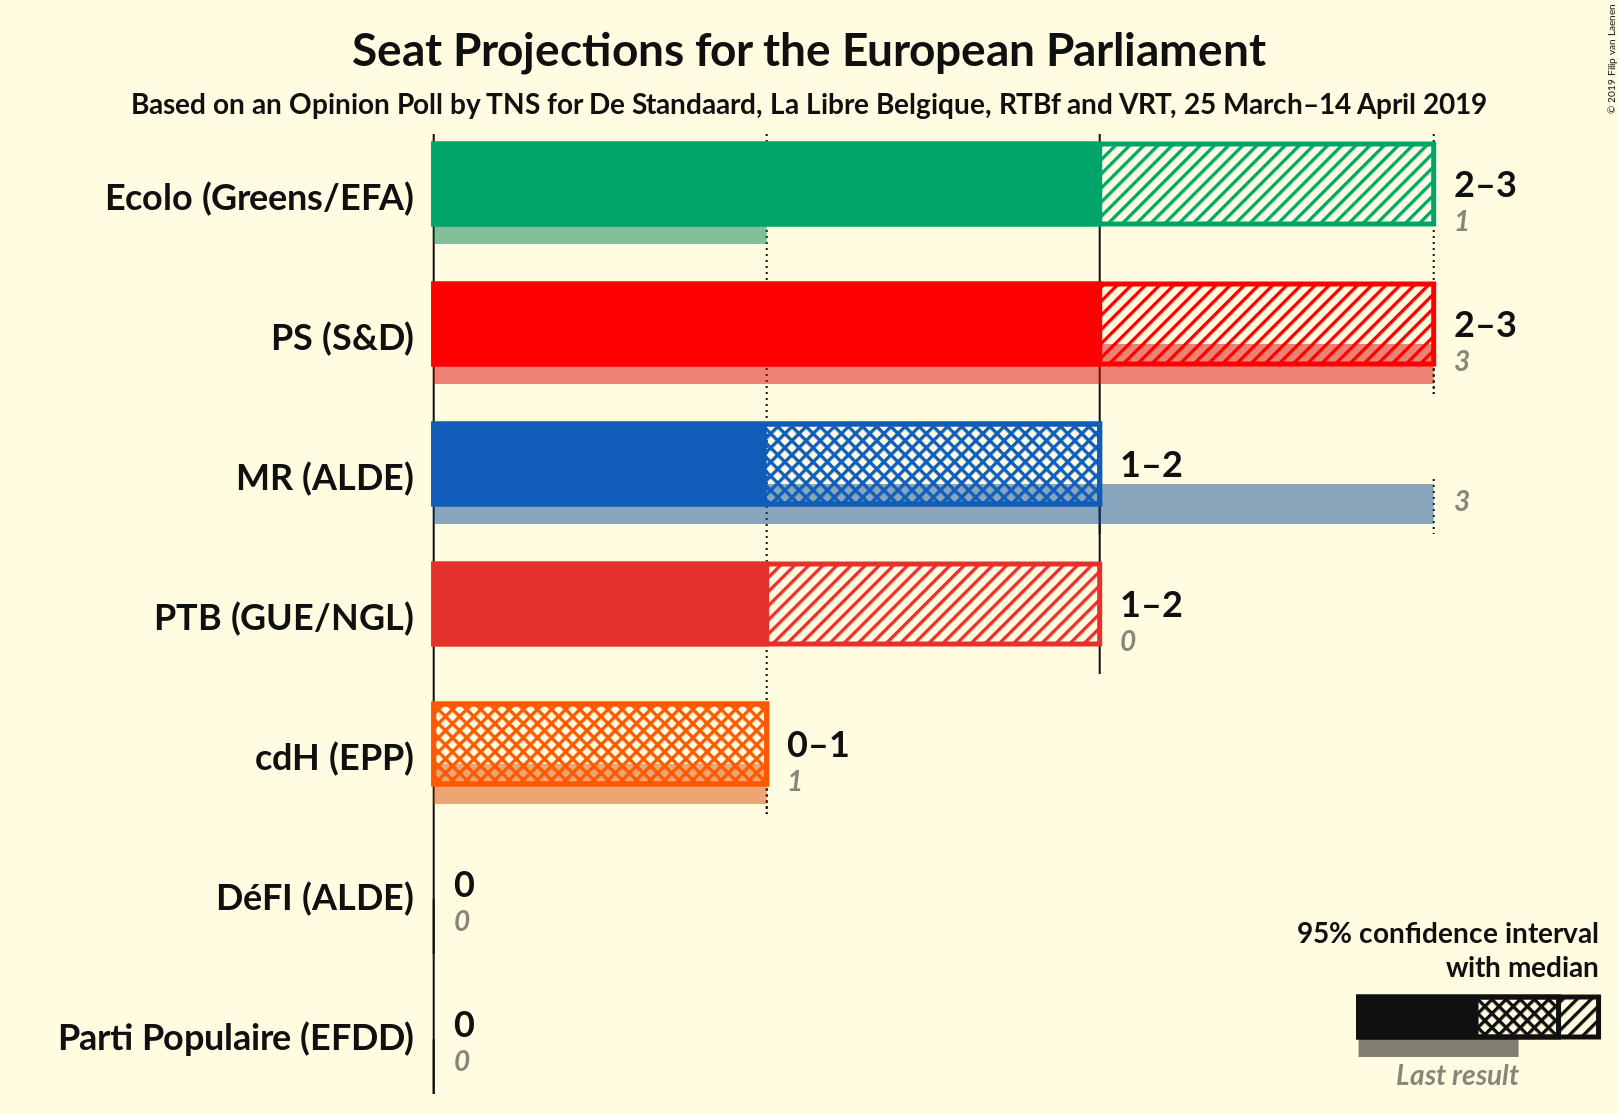 Seat Projections for the European Parliament
Based on an Opinion Poll by TNS for De Standaard, La Libre Belgique, RTBf and VRT, 25 March–14 April 2019
© 2019 Filip van Laenen
Ecolo (Greens/EFA)
2–3
1
PS (S&D)
2–3
3
MR (ALDE)
1–2
3
PTB (GUE/NGL)
1–2
0
cdH (EPP)
0–1
1
DéFI (ALDE)
0
0
Parti Populaire (EFDD)
0
0
95% confidence interval
with median
Last result